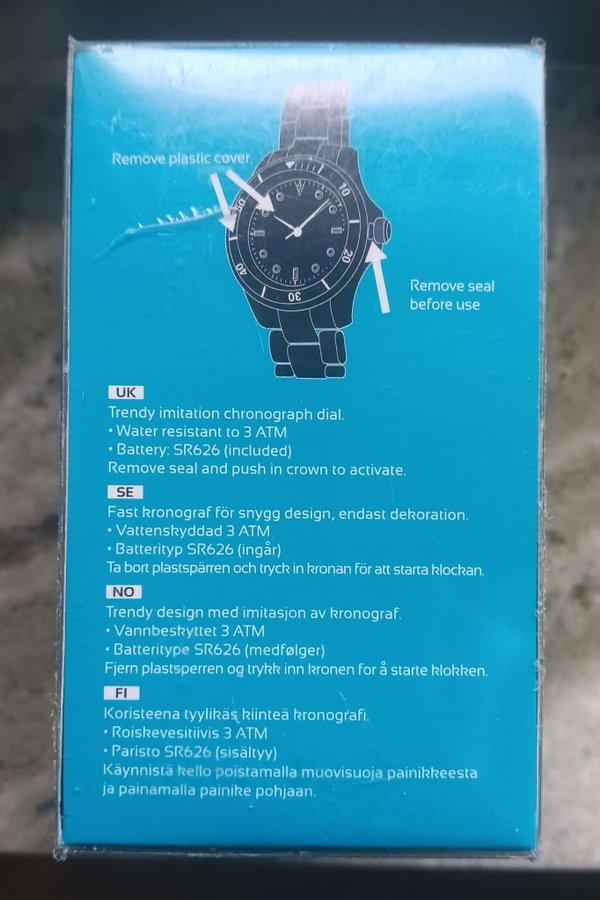 Remove plastic cover
10
20
30
40
50
Remove seal
before use
UK
Trendy imitation chronograph dial.
• Water resistant to 3 ATM
• Battery: SR626 (included)
Remove seal and push in crown to activate.
SE
Fast kronograf för snygg design, endast dekoration.
• Vattenskyddad 3 ATM
• Batterityp SR626 (ingår)
Ta bort plastspärren och tryck in kronan för att starta klockan.
NO
Trendy design med imitasjon av kronograf.
• Vannbeskyttet 3 ATM
• Batteritype SR626 (medfølger)
Fjern plastsperren og trykk inn kronen for å starte klokken.
FI
Koristeena tyylikäs kiinteä kronografi.
• Roiskevesitiivis 3 ATM
• Paristo SR626 (sisältyy)
Käynnistä kello poistamalla muovisuoja painikkeesta
ja painamalla painike pohjaan.